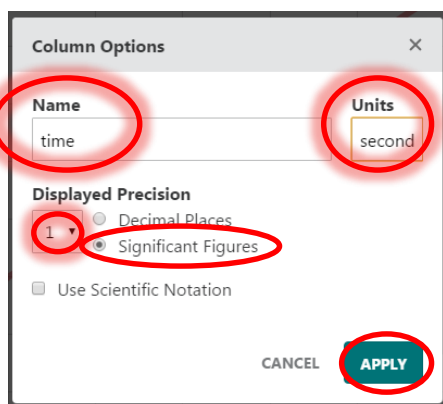 Column Options ×
Name Units
time second
Displayed Precision
1 Decimal Places
Significant Figures
Use Scientific Notation
CANCEL APPLY